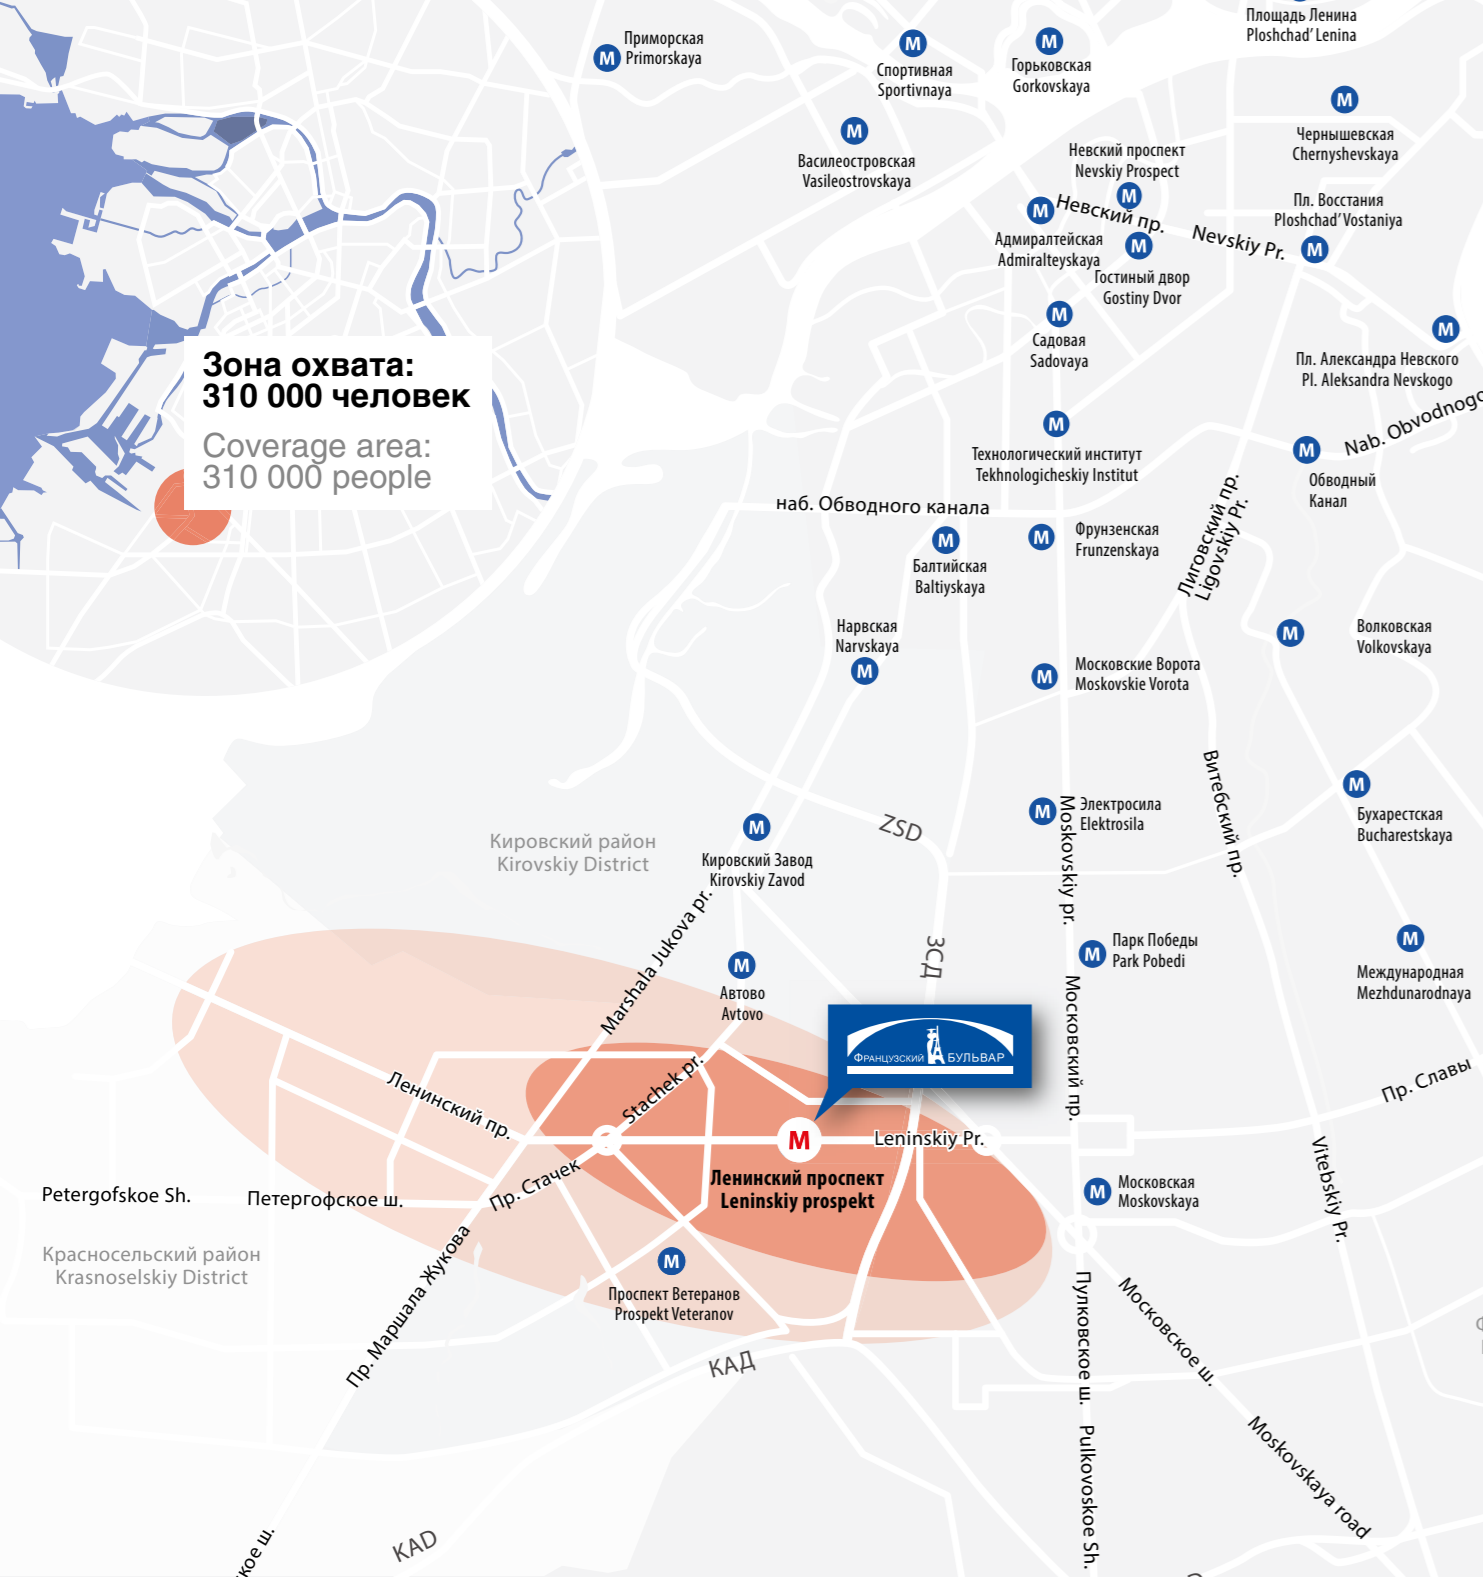 Площадь Ленина
Ploshchad' Lenina
M
Приморская
Primorskaya
M
Спортивная
Sportivnaya
M
Горьковская
Gorkovskaya
M
Чернышевская
Chernyshevskaya
M
Василеостровская
Vasileostrovskaya
Невский проспект
Nevskiy Prospect
M
Пл. Восстания
Ploshchad' Vostaniya
M
M
Адмиралтейская
Admiralteyskaya
Невский пр.
Nevskiy Pr.
M
Гостиный двор
Gostiny Dvor
M
Садовая
Sadovaya
M
Пл. Александра Невского
Pl. Aleksandra Nevskogo
Зона охвата:
310 000 человек
Coverage area:
310 000 people
M
Технологический институт
Tekhnologicheskiy Institut
Nab. Obvodnogo
M
Обводный
Канал
наб. Обводного канала
Лиговский пр.
Ligovskiy Pr.
M
Фрунзенская
Frunzenskaya
M
Балтийская
Baltiyskaya
Нарвская
Narvskaya
M
M
Волковская
Volkovskaya
M
Московские Ворота
Moskovskie Vorota
Витебский пр.
M
Бухарестская
Bucharestskaya
M
Электросила
Elektrosila
Moskovskiy pr.
ZSD
Кировский район
Kirovskiy District
M
Кировский Завод
Kirovskiy Zavod
Marshala Jukova pr.
ЗСД
M
Парк Победы
Park Pobedi
M
Международная
Mezhdunarodnaya
M
Автово
Avtovo
Московский пр.
ФРАНЦУЗСКИЙ БУЛЬВАР
Пр. Славы
Ленинский пр.
Stachek pr.
M
Leninskiy Pr.
Ленинский проспект
Leninskiy prospekt
Пр. Стачек
Petergofskoe Sh.
Петергофское ш.
M
Московская
Moskovskaya
Vitebskiy Pr.
Красносельский район
Krasnoselskiy District
Пр. Маршала Жукова
M
Проспект Ветеранов
Prospekt Veteranov
КАД
Пулковское ш.
Московское ш.
Pulkovoskoe Sh.
Moskovskaya road
KAD
кое ш.